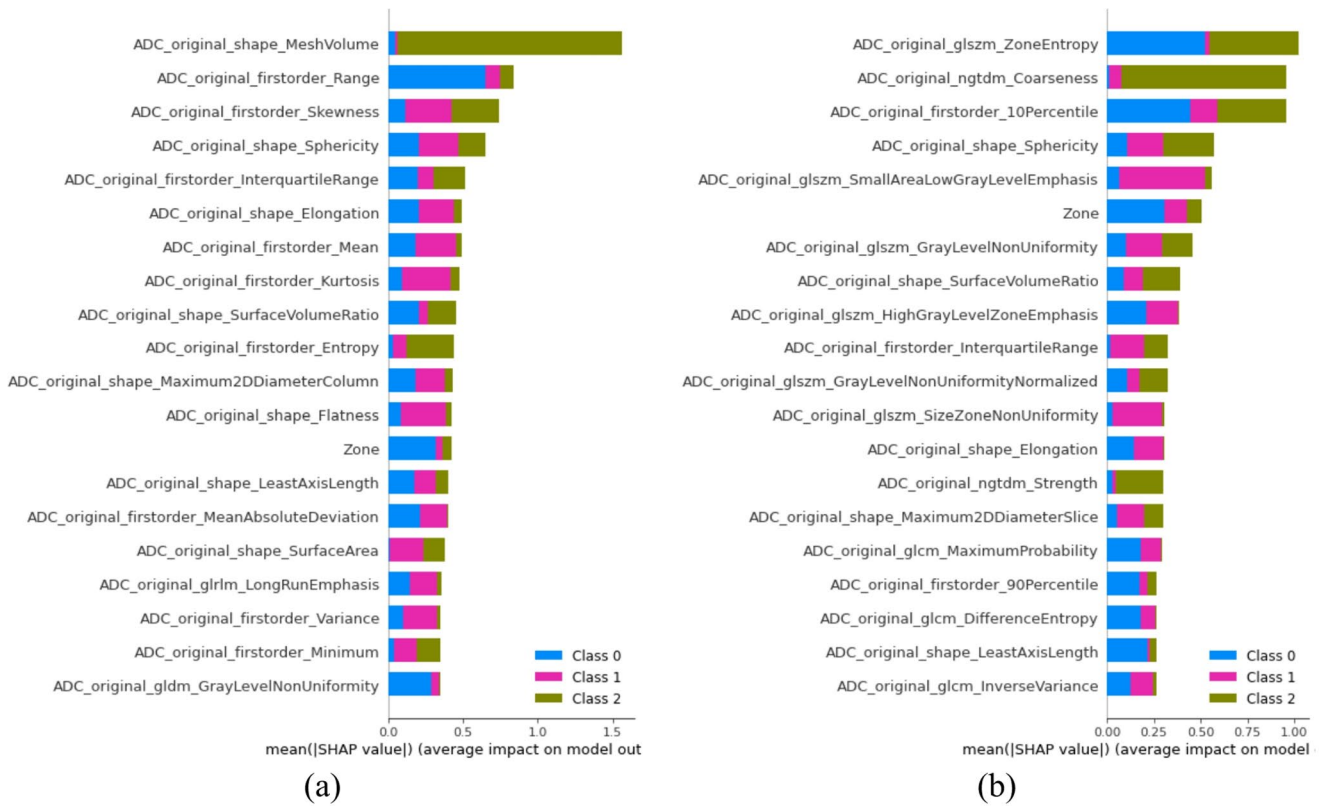 ADC_original_shape_MeshVolume
ADC_original_firstorder_Range
ADC_original_firstorder_Skewness
ADC_original_shape_Sphericity
ADC_original_firstorder_InterquartileRange
ADC_original_shape_Elongation
ADC_original_firstorder_Mean
ADC_original_firstorder_Kurtosis
ADC_original_shape_SurfaceVolumeRatio
ADC_original_firstorder_Entropy
ADC_original_shape_Maximum2DDiameterColumn
ADC_original_shape_Flatness
Zone
ADC_original_shape_LeastAxisLength
ADC_original_firstorder_MeanAbsoluteDeviation
ADC_original_shape_SurfaceArea
ADC_original_glrlm_LongRunEmphasis
ADC_original_firstorder_Variance
ADC_original_firstorder_Minimum
ADC_original_gldm_GrayLevelNonUniformity
Class 0
Class 1
Class 2
0.0 0.5 1.0 1.5
mean(|SHAP value|) (average impact on model out
(a)
ADC_original_glszm_ZoneEntropy
ADC_original_ngtdm_Coarseness
ADC_original_firstorder_10Percentile
ADC_original_shape_Sphericity
ADC_original_glszm_SmallAreaLowGrayLevelEmphasis
Zone
ADC_original_glszm_GrayLevelNonUniformity
ADC_original_shape_SurfaceVolumeRatio
ADC_original_glszm_HighGrayLevelZoneEmphasis
ADC_original_firstorder_InterquartileRange
ADC_original_glszm_GrayLevelNonUniformityNormalized
ADC_original_glszm_SizeZoneNonUniformity
ADC_original_shape_Elongation
ADC_original_ngtdm_Strength
ADC_original_shape_Maximum2DDiameterSlice
ADC_original_glcm_MaximumProbability
ADC_original_firstorder_90Percentile
ADC_original_glcm_DifferenceEntropy
ADC_original_shape_LeastAxisLength
ADC_original_glcm_InverseVariance
Class 0
Class 1
Class 2
0.00 0.25 0.50 0.75 1.00
mean(|SHAP value|) (average impact on model
(b)